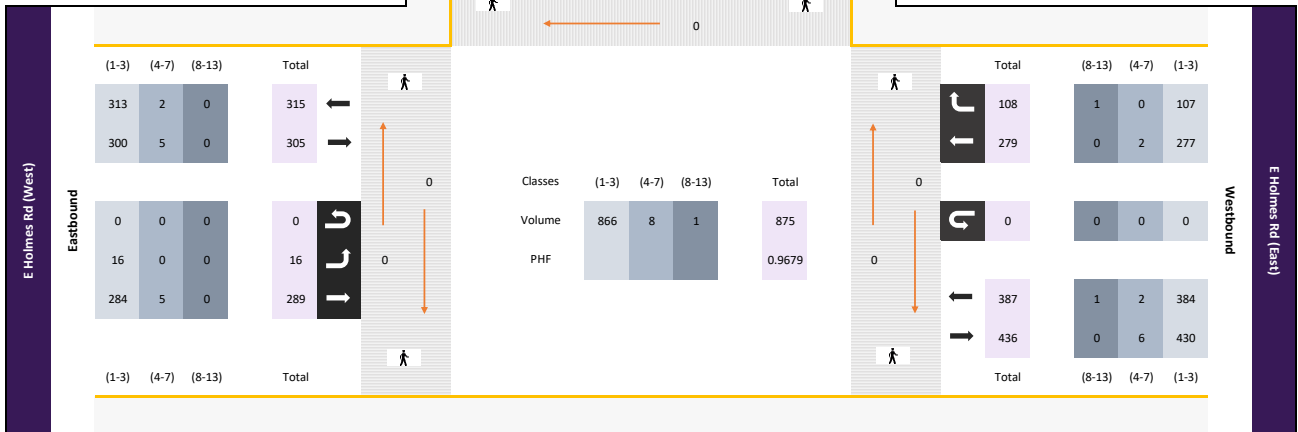 0
(1-3) (4-7) (8-13) Total
313 2 0 315
300 5 0 305
0 0 0 0
16 0 0 16
284 5 0 289
(1-3) (4-7) (8-13) Total
E Holmes Rd (West)
Eastbound
0
0
Classes (1-3) (4-7) (8-13) Total
Volume 866 8 1 875
PHF 0.9679
0
0
Total (8-13) (4-7) (1-3)
108 1 0 107
279 0 2 277
0 0 0 0
387 1 2 384
436 0 6 430
Total (8-13) (4-7) (1-3)
Westbound
E Holmes Rd (East)